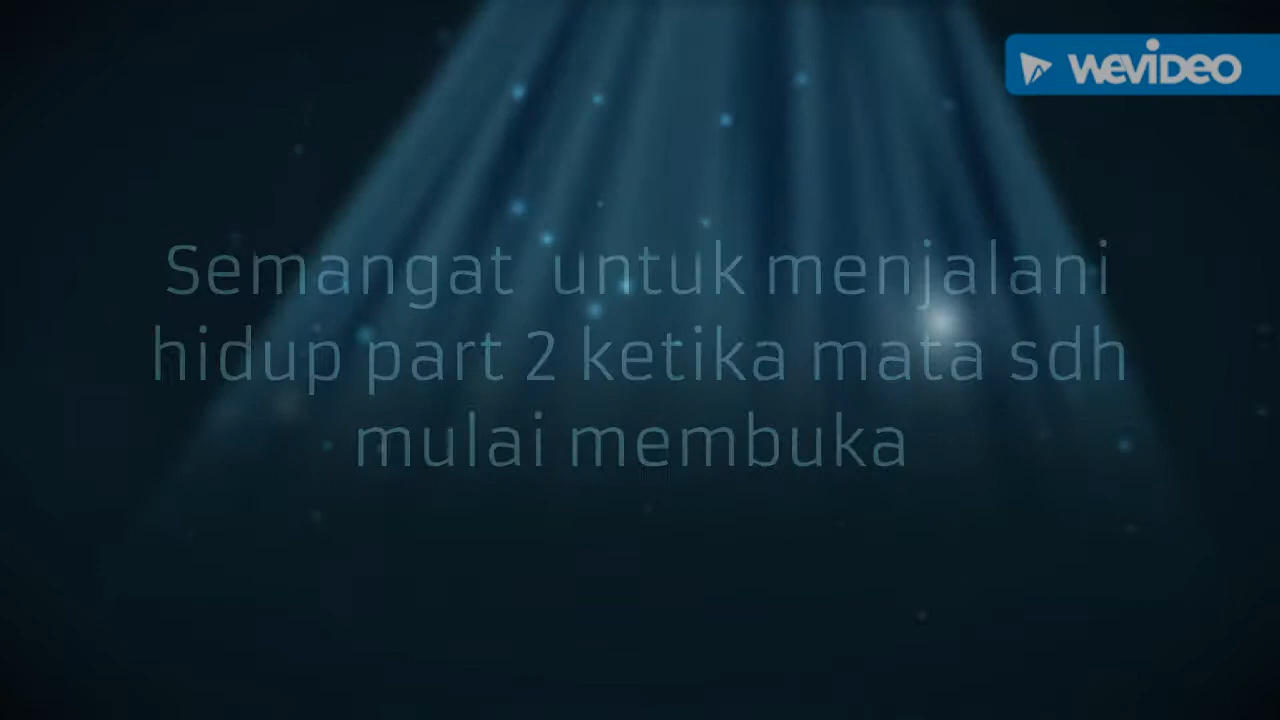 WEVIDEO
Semangat untuk menjalani
hidup part 2 ketika mata sdh
mulai membuka